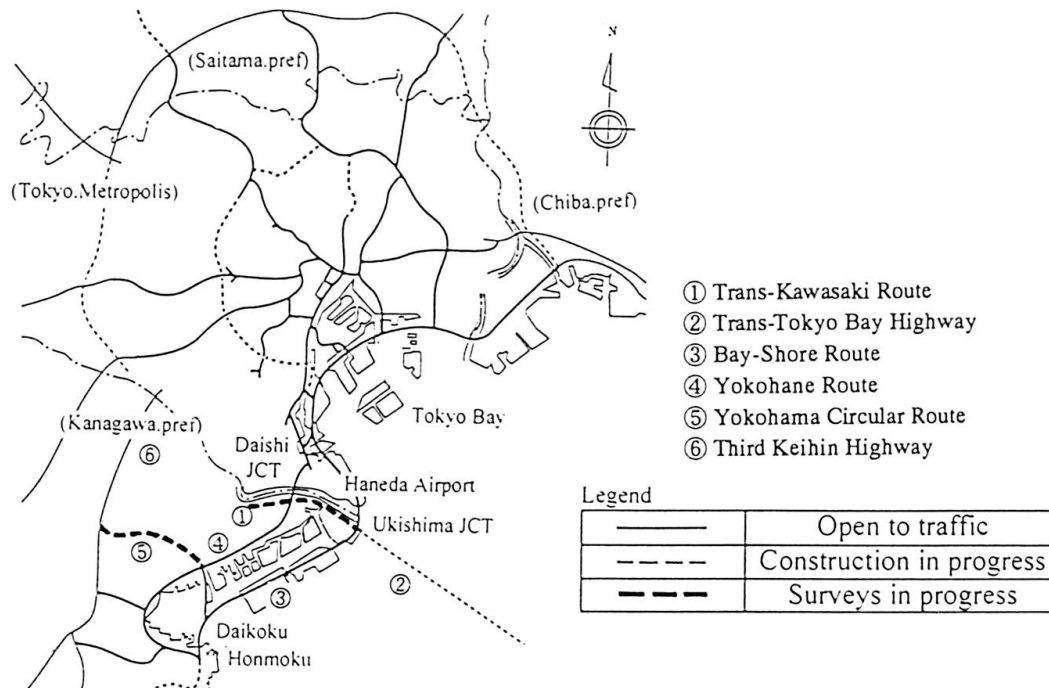 N
(Saitama.pref)
(Tokyo.Metropolis)
(Chiba.pref)
① Trans-Kawasaki Route
② Trans-Tokyo Bay Highway
③ Bay-Shore Route
④ Yokohane Route
⑤ Yokohama Circular Route
⑥ Third Keihin Highway
Tokyo Bay
(Kanagawa.pref)
⑥
Daishi
JCT
Haneda Airport
①
Ukishima JCT
⑤
④
②
③
Daikoku
Honmoku
Legend
Open to traffic
Construction in progress
Surveys in progress